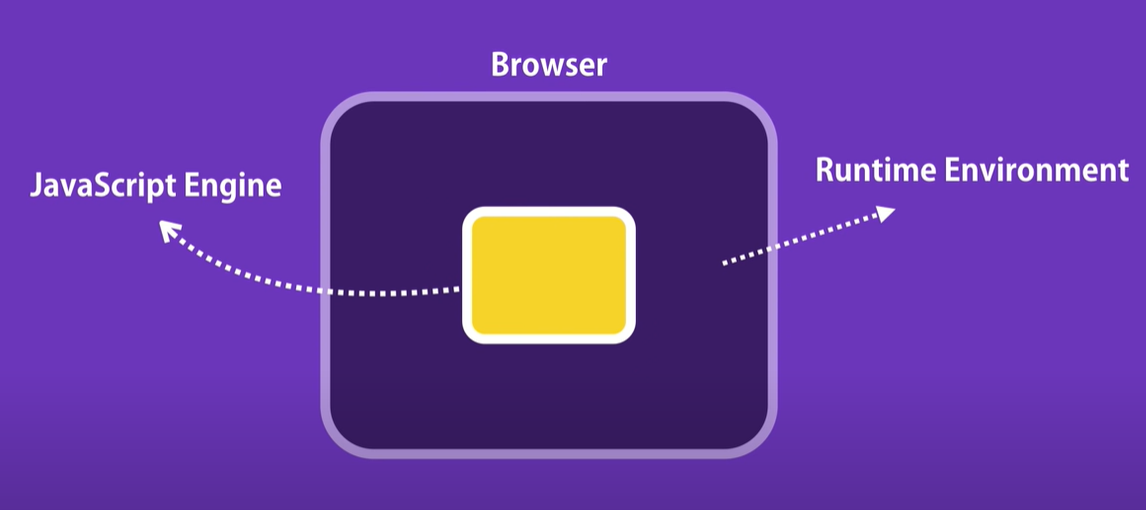 Browser
JavaScript Engine
Runtime Environment